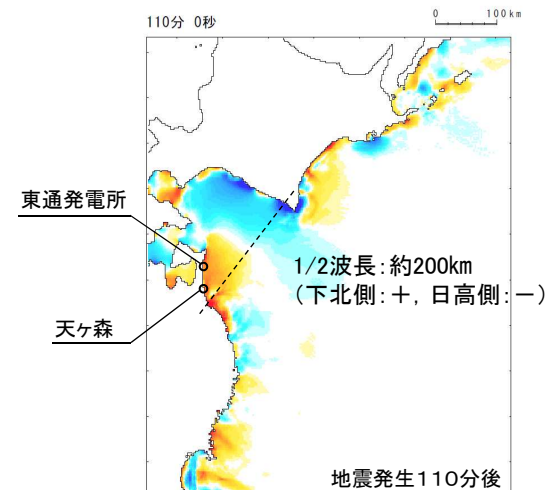 110分 0秒
0 100km
東通発電所
1/2波長:約200km
(下北側:+, 日高側:-)
天ヶ森
地震発生110分後